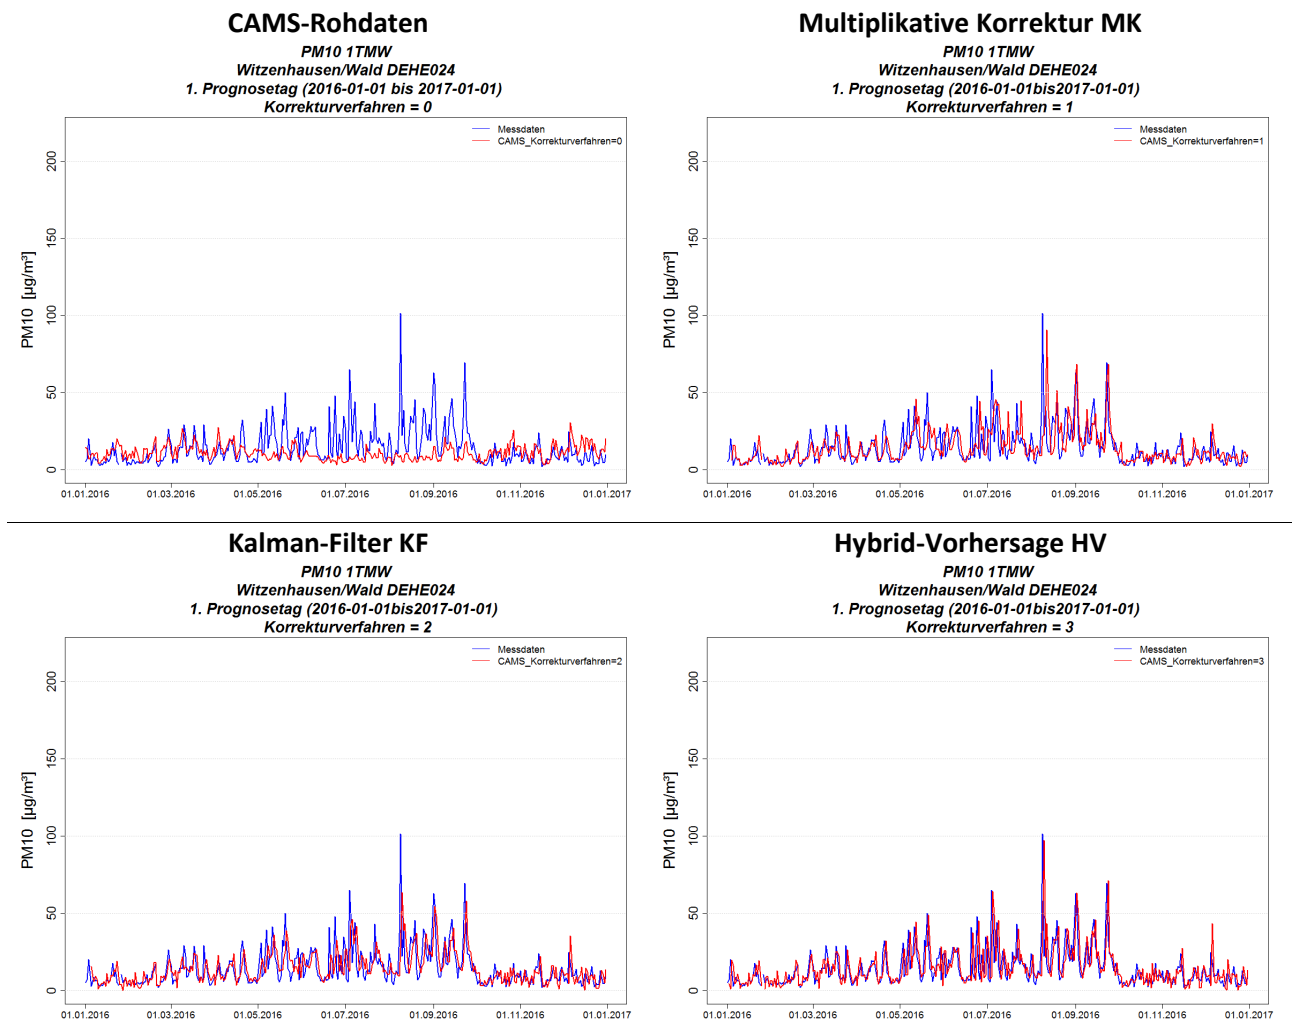 CAMS-Rohdaten
PM10 1TMW
Witzenhausen/Wald DEHE024
1. Prognosetag (2016-01-01 bis 2017-01-01)
Korrekturverfahren = 0
Messdaten
CAMS_Korrekturverfahren=0
PM10 [µg/m³]
200
150
100
50
0
01.01.2016 01.03.2016 01.05.2016 01.07.2016 01.09.2016 01.11.2016 01.01.2017
Multiplikative Korrektur MK
PM10 1TMW
Witzenhausen/Wald DEHE024
1. Prognosetag (2016-01-01bis2017-01-01)
Korrekturverfahren = 1
Messdaten
CAMS_Korrekturverfahren=1
PM10 [µg/m³]
200
150
100
50
0
01.01.2016 01.03.2016 01.05.2016 01.07.2016 01.09.2016 01.11.2016 01.01.2017
Kalman-Filter KF
PM10 1TMW
Witzenhausen/Wald DEHE024
1. Prognosetag (2016-01-01bis2017-01-01)
Korrekturverfahren = 2
Messdaten
CAMS_Korrekturverfahren=2
PM10 [µg/m³]
200
150
100
50
0
01.01.2016 01.03.2016 01.05.2016 01.07.2016 01.09.2016 01.11.2016 01.01.2017
Hybrid-Vorhersage HV
PM10 1TMW
Witzenhausen/Wald DEHE024
1. Prognosetag (2016-01-01bis2017-01-01)
Korrekturverfahren = 3
Messdaten
CAMS_Korrekturverfahren=3
PM10 [µg/m³]
200
150
100
50
0
01.01.2016 01.03.2016 01.05.2016 01.07.2016 01.09.2016 01.11.2016 01.01.2017